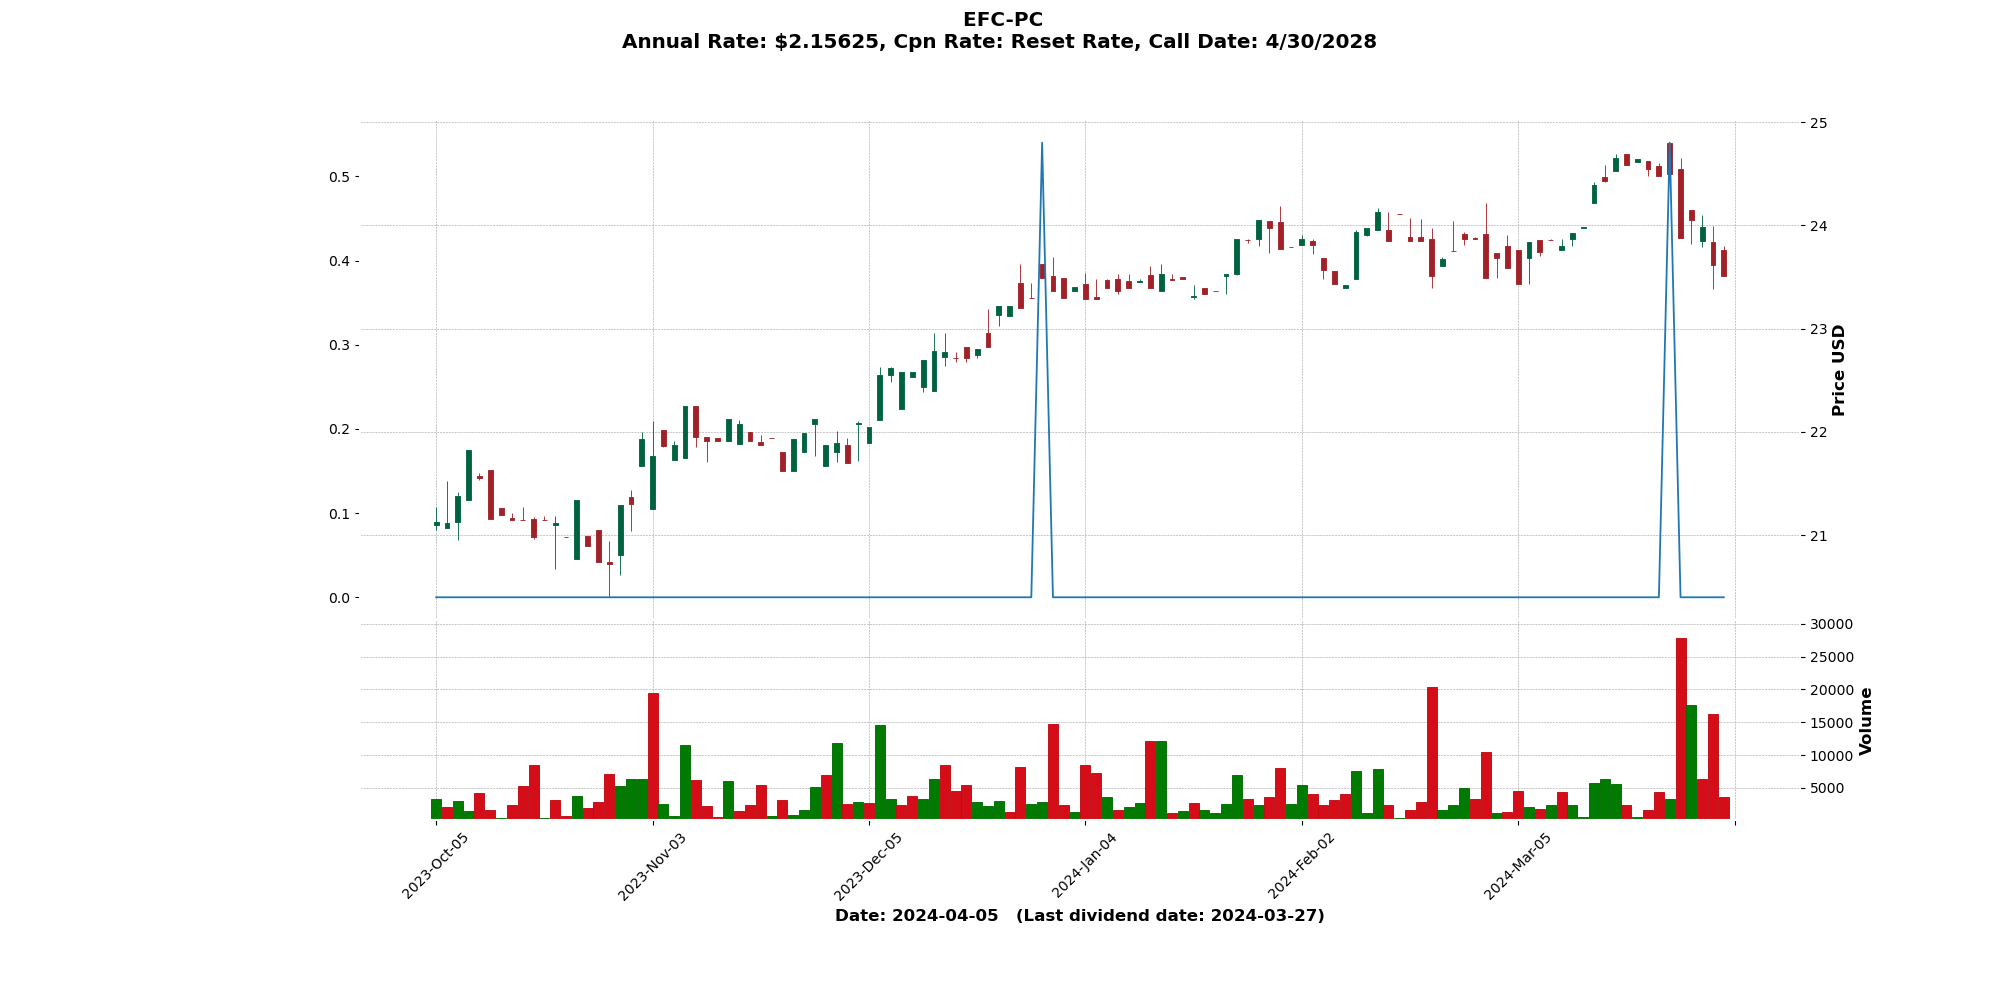 EFC-PC
Annual Rate: $2.15625, Cpn Rate: Reset Rate, Call Date: 4/30/2028
0.5
0.4
0.3
0.2
0.1
0.0
25
24
23
22
21
Price USD
30000
25000
20000
15000
10000
5000
Volume
2023-Oct-05
2023-Nov-03
2023-Dec-05
2024-Jan-04
2024-Feb-02
2024-Mar-05
Date: 2024-04-05   (Last dividend date: 2024-03-27)